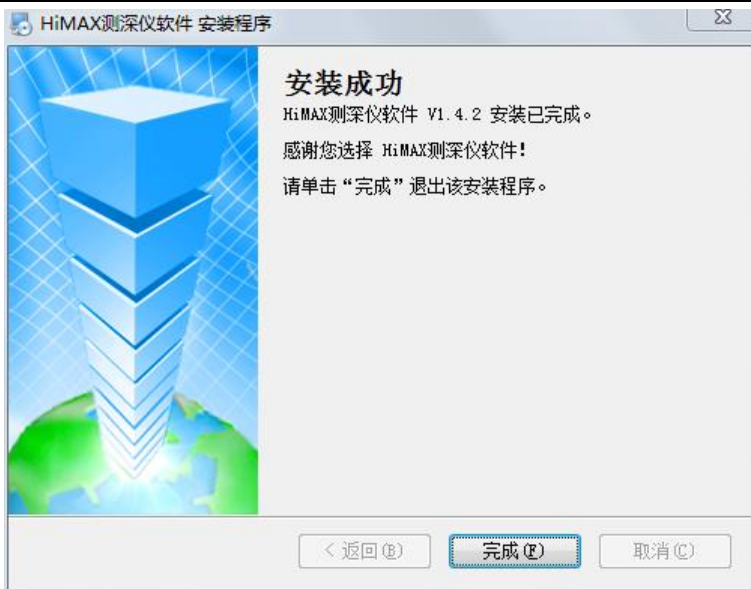 HiMAX测深仪软件 安装程序
安装成功
HiMAX测深仪软件 V1.4.2 安装已完成。
感谢您选择 HiMAX测深仪软件！
请单击“完成”退出该安装程序。
< 返回(B)
完成(F)
取消(C)